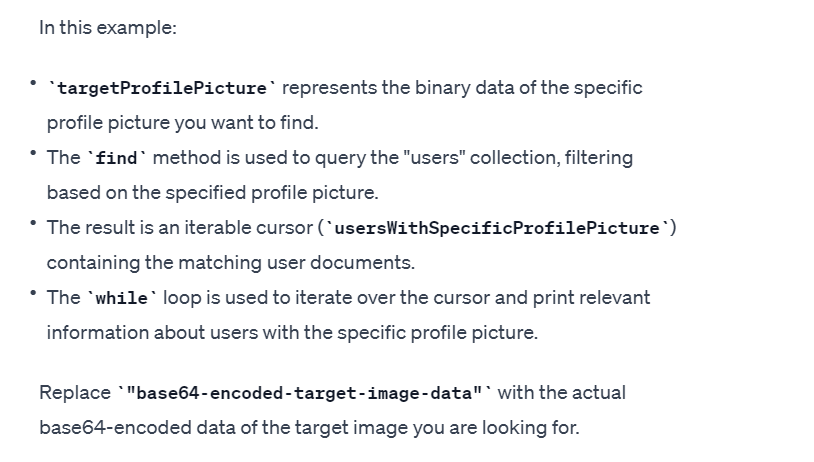 In this example:
• `targetProfilePicture` represents the binary data of the specific
profile picture you want to find.
• The `find` method is used to query the "users" collection, filtering
based on the specified profile picture.
• The result is an iterable cursor (`usersWithSpecificProfilePicture`)
containing the matching user documents.
• The `while` loop is used to iterate over the cursor and print relevant
information about users with the specific profile picture.
Replace `"base64-encoded-target-image-data"` with the actual
base64-encoded data of the target image you are looking for.